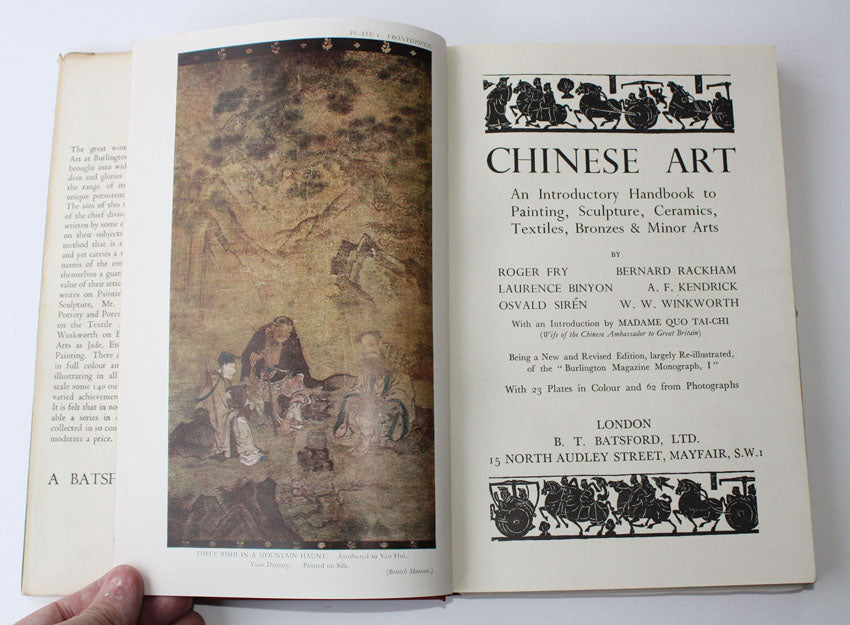 The great wint
Art at Burlington
brought into wid
deur and glories
the range of its
unique persistenc
The aim of this v
of the chief divisi
written by some o
on their subjects
method that is a
and yet carries a v
names of the em
themselves a guara
value of their artic
writes on Painting
Sculpture, Mr.
Pottery and Porce
on the Textile
Winkworth on B
Arts as Jade, En
Painting. There a
in full colour an
illustrating in all
scale some 140 ou
varied achievemen
It is felt that in no
able a series in
collected in so con
moderate a price.
A BATSF
PLATE 1. FRONTISPIECE
THREE RISHI IN A MOUNTAIN HAUNT. Attributed to Yen Hui.
Yuan Dynasty. Painted on Silk.
(British Museum.)
CHINESE ART
An Introductory Handbook to
Painting, Sculpture, Ceramics,
Textiles, Bronzes & Minor Arts
BY
ROGER FRY BERNARD RACKHAM
LAURENCE BINYON A. F. KENDRICK
OSVALD SIRÉN W. W. WINKWORTH
With an Introduction by MADAME QUO TAI-CHI
(Wife of the Chinese Ambassador to Great Britain)
Being a New and Revised Edition, largely Re-illustrated,
of the "Burlington Magazine Monograph, I"
With 23 Plates in Colour and 62 from Photographs
LONDON
B. T. BATSFORD, LTD.
15 NORTH AUDLEY STREET, MAYFAIR, S.W.1